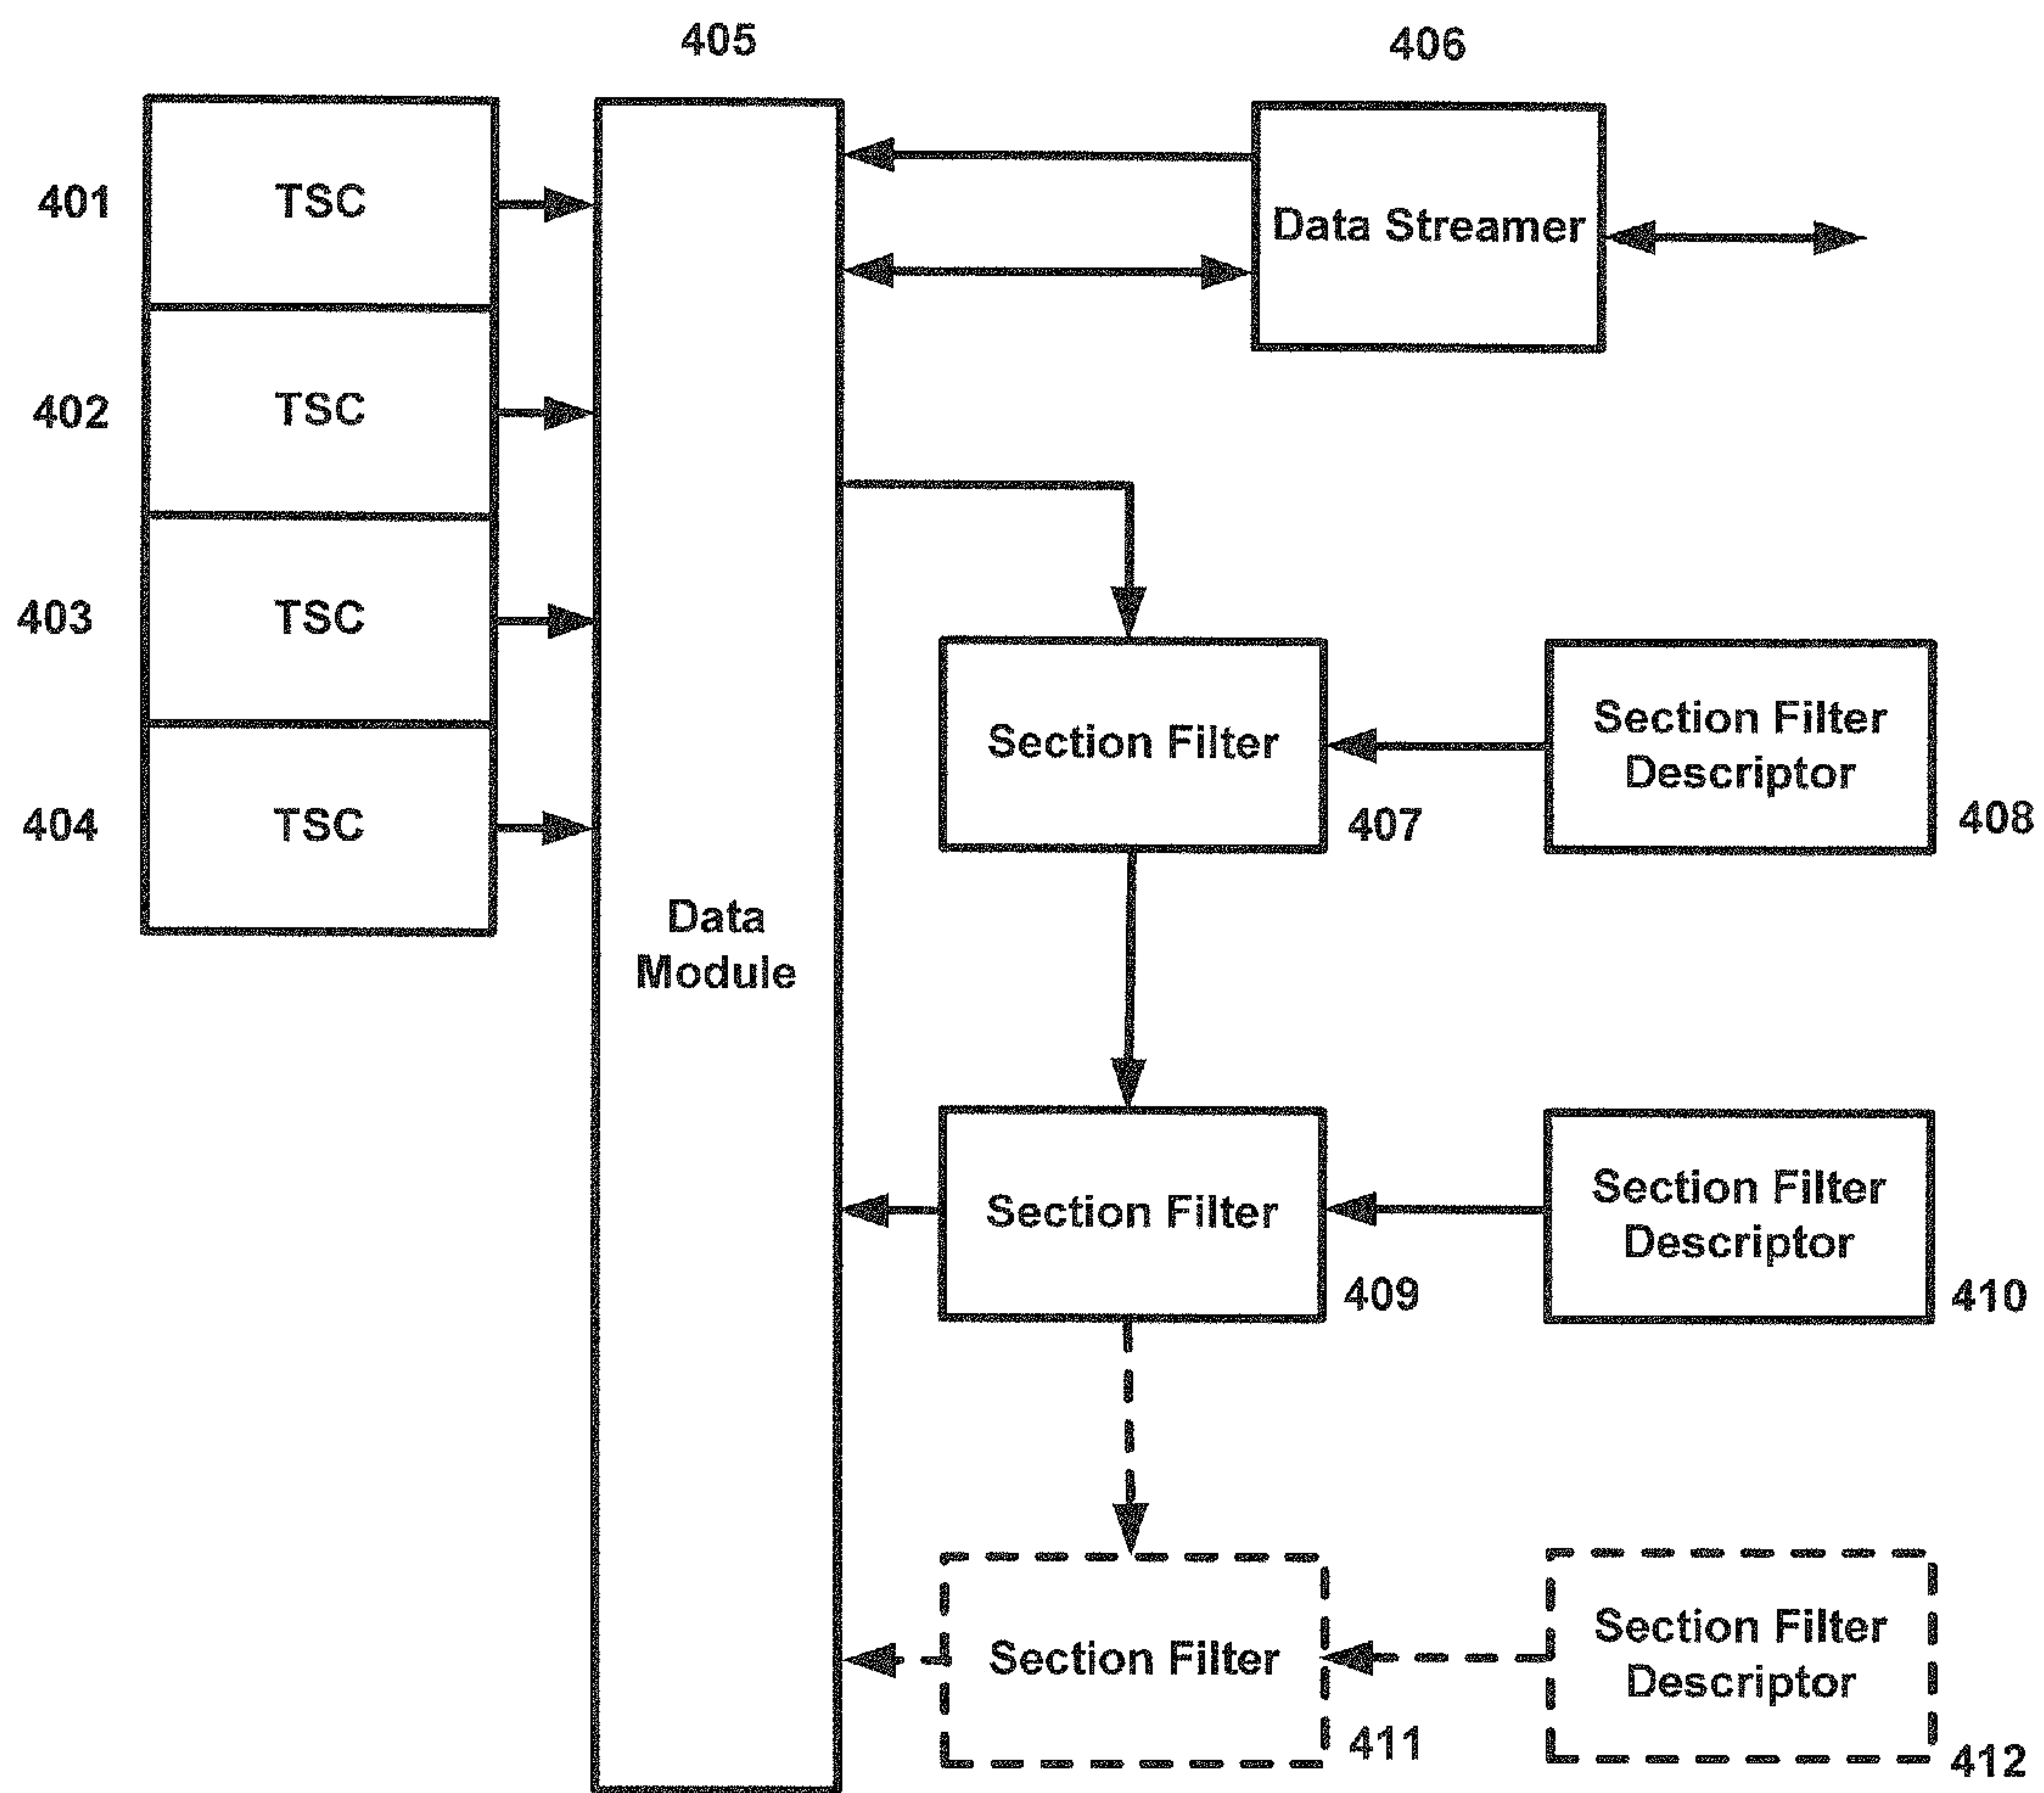 405
406
401
TSC
Data Streamer
402
TSC
403
TSC
Section Filter
407
Section Filter
Descriptor
408
404
TSC
Data
Module
Section Filter
409
Section Filter
Descriptor
410
Section Filter
411
Section Filter
Descriptor
412